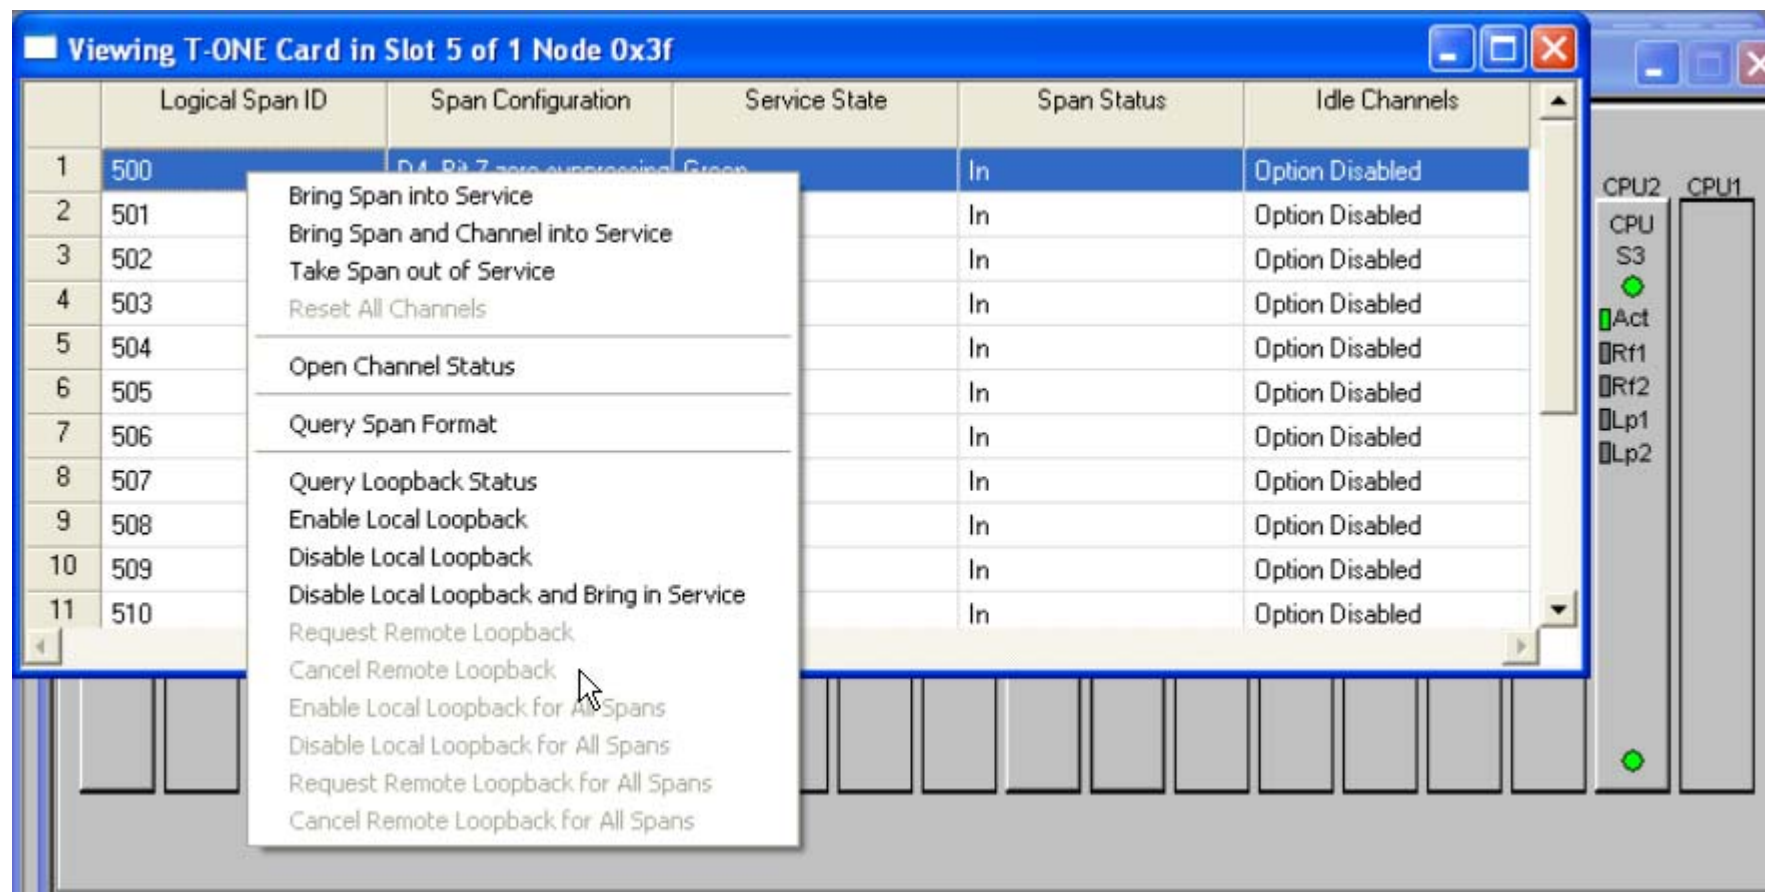 Viewing T-ONE Card in Slot 5 of 1 Node 0x3f
Logical Span ID Span Configuration Service State Span Status Idle Channels
1 500 D4, Bit 7 zero suppressing Green In Option Disabled
2 501 In Option Disabled
3 502 In Option Disabled
4 503 In Option Disabled
5 504 In Option Disabled
6 505 In Option Disabled
7 506 In Option Disabled
8 507 In Option Disabled
9 508 In Option Disabled
10 509 In Option Disabled
11 510 In Option Disabled
Bring Span into Service
Bring Span and Channel into Service
Take Span out of Service
Reset All Channels
Open Channel Status
Query Span Format
Query Loopback Status
Enable Local Loopback
Disable Local Loopback
Disable Local Loopback and Bring in Service
Request Remote Loopback
Cancel Remote Loopback
Enable Local Loopback for All Spans
Disable Local Loopback for All Spans
Request Remote Loopback for All Spans
Cancel Remote Loopback for All Spans
CPU2 CPU1
CPU
S3
Act
Rf1
Rf2
Lp1
Lp2